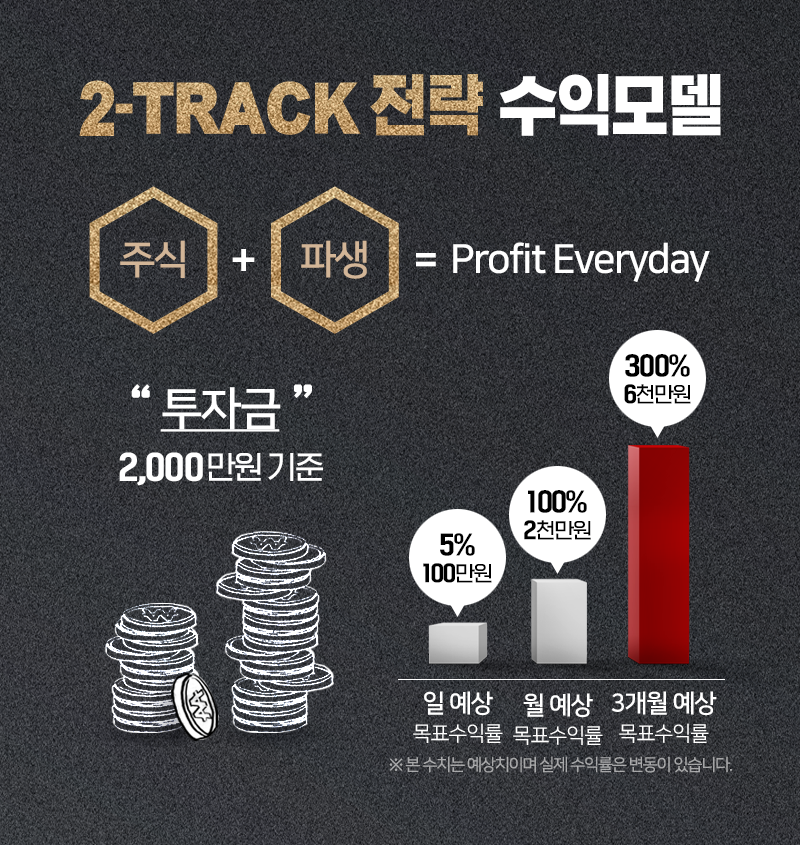 2-TRACK 전략 수익모델
주식 + 파생 = Profit Everyday
“ 투자금 ”
2,000만원 기준
300%
6천만원
100%
2천만원
5%
100만원
일 예상 월 예상 3개월 예상
목표수익률 목표수익률 목표수익률
※ 본 수치는 예상치이며 실제 수익률은 변동이 있습니다.